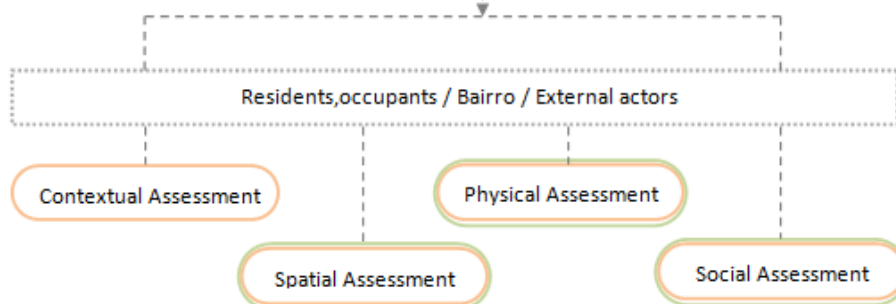 Residents,occupants / Bairro / External actors
Contextual Assessment
Physical Assessment
Spatial Assessment
Social Assessment